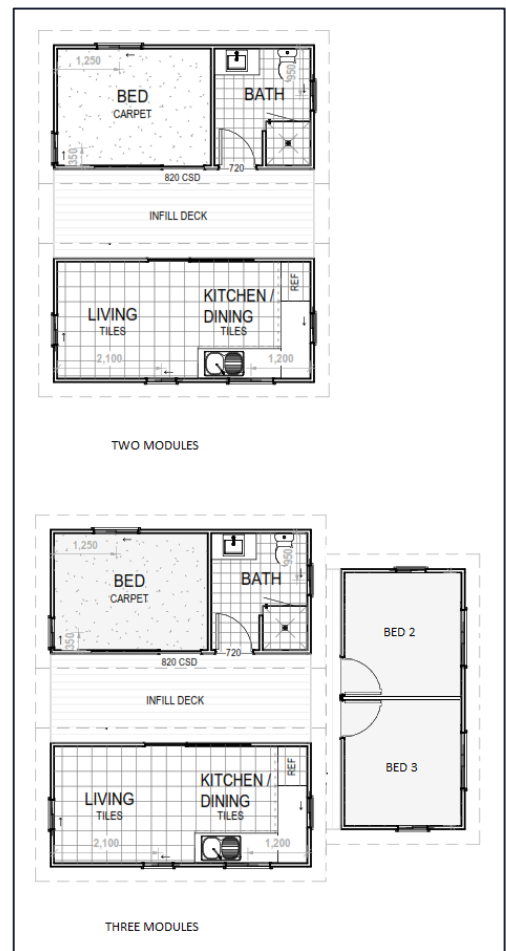 1,250
950
BED
CARPET
BATH
350
720
820 CSD
INFILL DECK
REF
KITCHEN /
LIVING
DINING
TILES
TILES
2,100
1,200
TWO MODULES
1,250
950
BED
CARPET
BATH
350
720
820 CSD
BED 2
INFILL DECK
REF
KITCHEN /
LIVING
DINING
TILES
TILES
BED 3
2,100
1,200
THREE MODULES